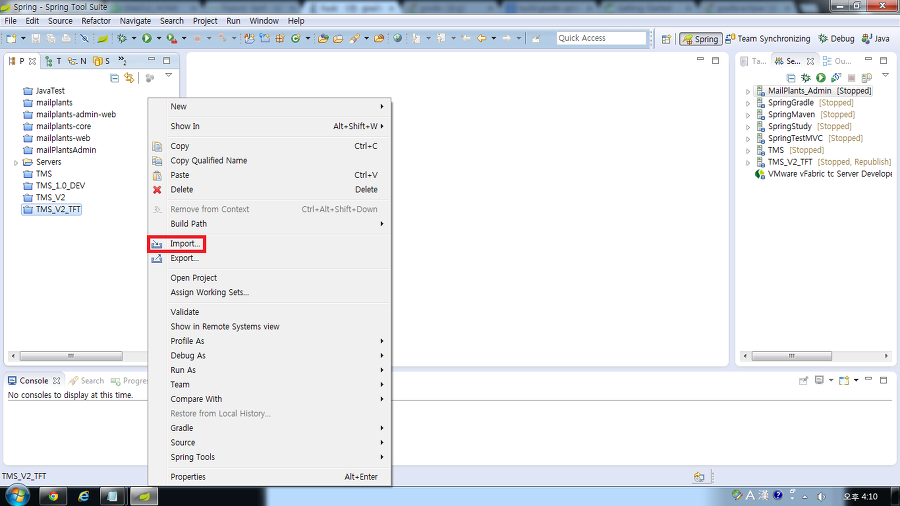 Spring - Spring Tool Suite
File Edit Source Refactor Navigate Search Project Run Window Help
Quick Access
Spring Team Synchronizing Debug Java
P T N S »₂
Ta... Se... Ou...
JavaTest
mailplants
mailplants-admin-web
mailplants-core
mailplants-web
mailPlantsAdmin
Servers
TMS
TMS_1.0_DEV
TMS_V2
TMS_V2_TFT
New
Show In Alt+Shift+W
Copy Ctrl+C
Copy Qualified Name
Paste Ctrl+V
Delete Delete
Remove from Context Ctrl+Alt+Shift+Down
Build Path
Import...
Export...
Open Project
Assign Working Sets...
Validate
Show in Remote Systems view
Profile As
Debug As
Run As
Team
Compare With
Restore from Local History...
Gradle
Source
Spring Tools
Properties Alt+Enter
MailPlants_Admin [Stopped]
SpringGradle [Stopped]
SpringMaven [Stopped]
SpringStudy [Stopped]
SpringTestMVC [Stopped]
TMS [Stopped]
TMS_V2_TFT [Stopped, Republish]
VMware vFabric tc Server Develope
Console Search Progre
No consoles to display at this time.
TMS_V2_TFT
A 漢
오후 4:10